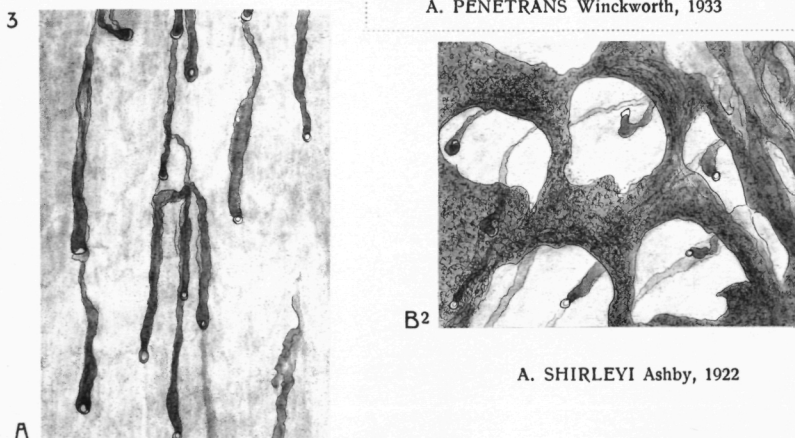 3
A. PENETRANS Winckworth, 1933
B2
A. SHIRLEYI Ashby, 1922
A